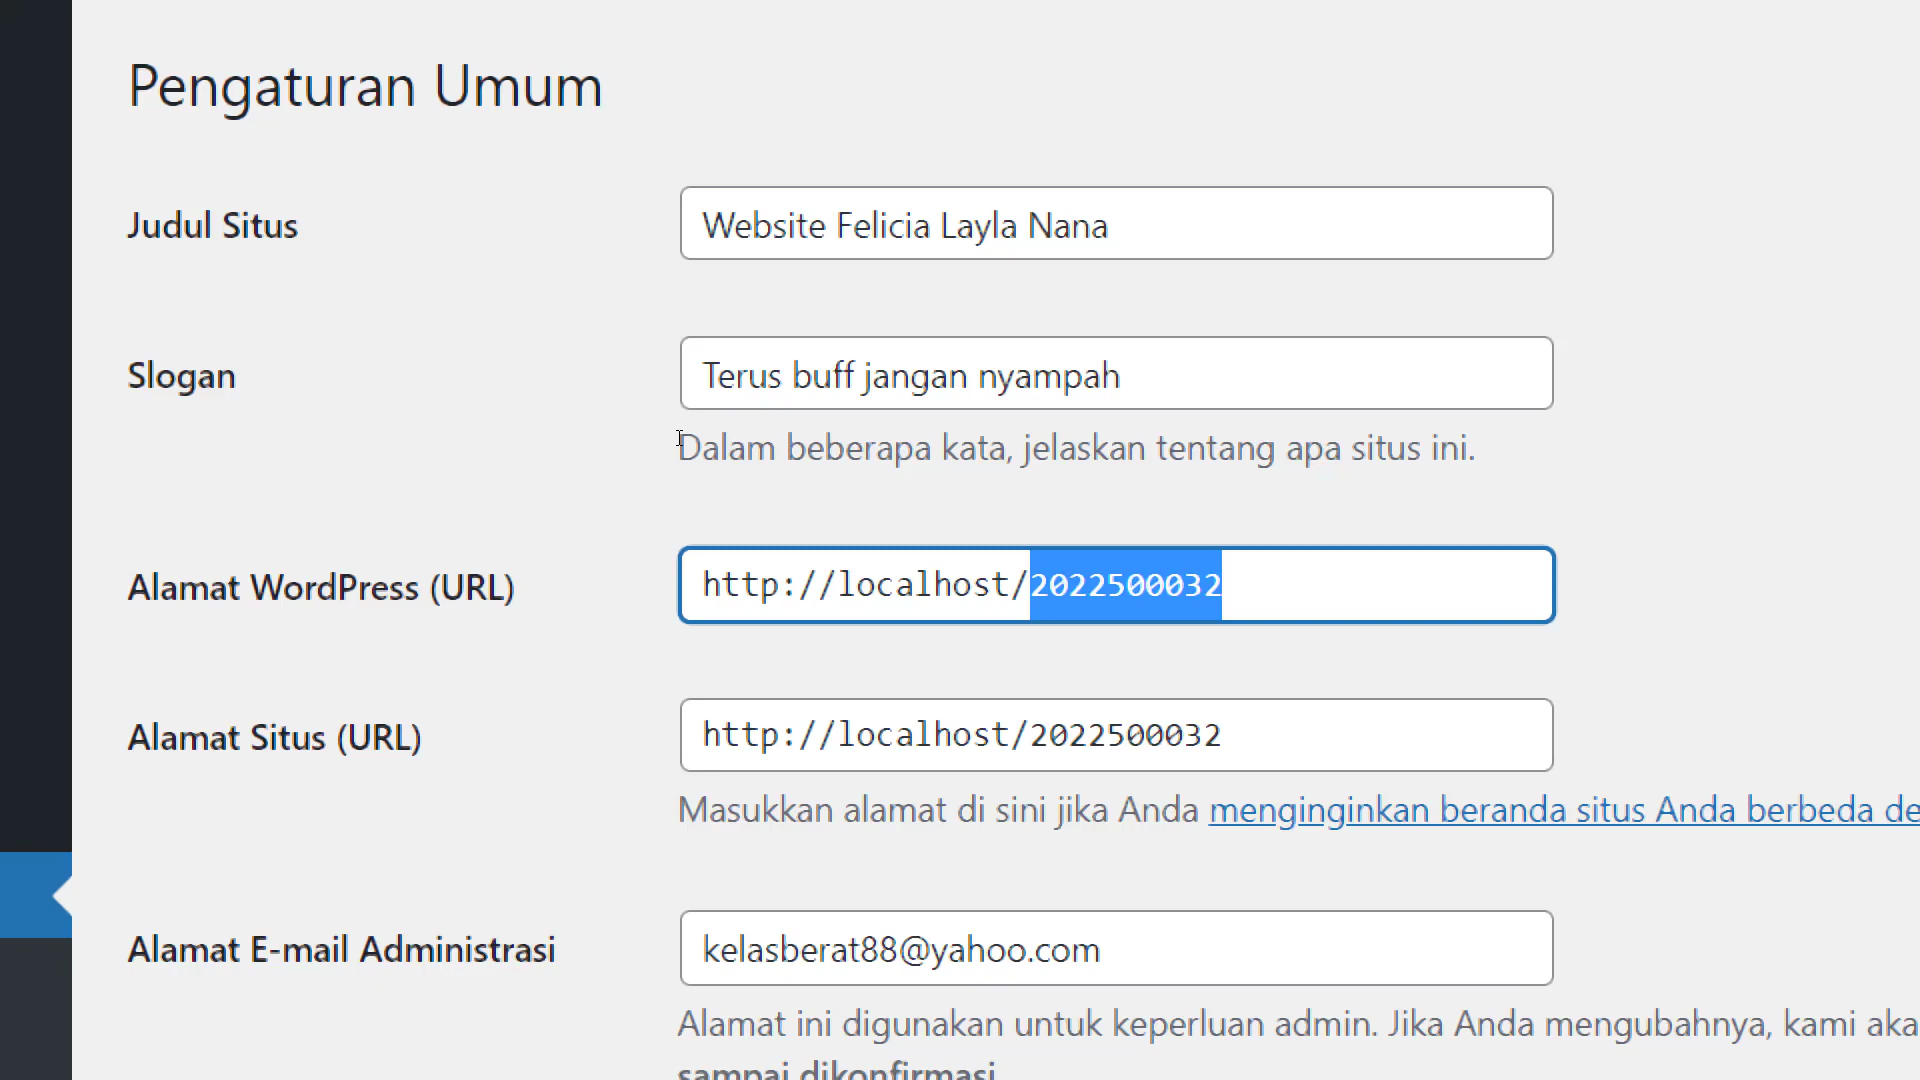 Pengaturan Umum
Judul Situs
Website Felicia Layla Nana
Slogan
Terus buff jangan nyampah
Dalam beberapa kata, jelaskan tentang apa situs ini.
Alamat WordPress (URL)
http://localhost/2022500032
Alamat Situs (URL)
http://localhost/2022500032
Masukkan alamat di sini jika Anda menginginkan beranda situs Anda berbeda de
Alamat E-mail Administrasi
kelasberat88@yahoo.com
Alamat ini digunakan untuk keperluan admin. Jika Anda mengubahnya, kami aka
sampai dikonfirmasi